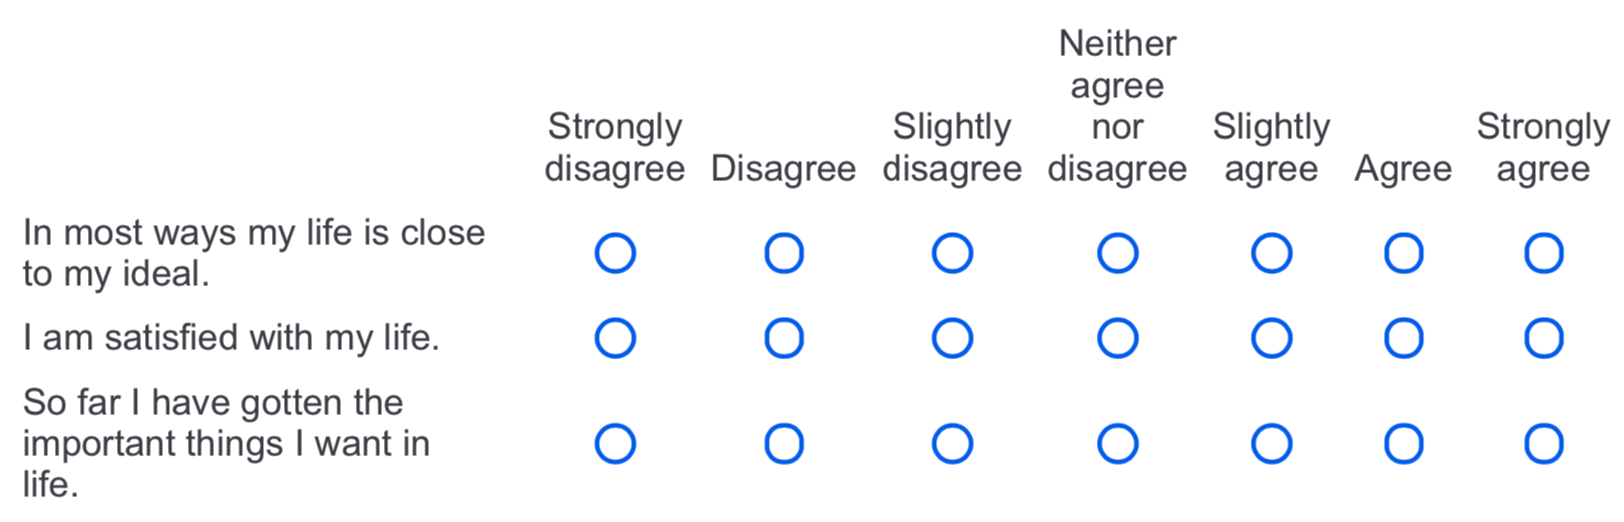 Strongly disagree
Disagree
Slightly disagree
Neither agree nor disagree
Slightly agree
Agree
Strongly agree
In most ways my life is close
to my ideal.
I am satisfied with my life.
So far I have gotten the
important things I want in
life.